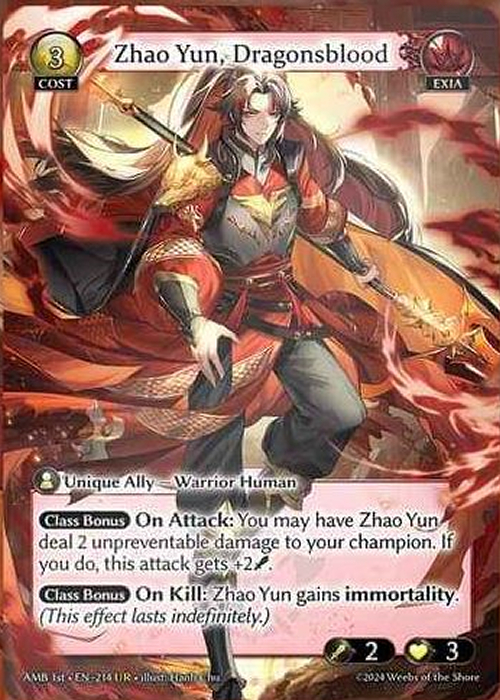 3
COST
Zhao Yun, Dragonsblood
EXIA
Unique Ally — Warrior Human
Class Bonus On Attack: You may have Zhao Yun
deal 2 unpreventable damage to your champion. If
you do, this attack gets +2.
Class Bonus On Kill: Zhao Yun gains immortality.
(This effect lasts indefinitely.)
2
3
AMB 1st • EN-214 UR • illust:
©2024 Weebs of the Shore